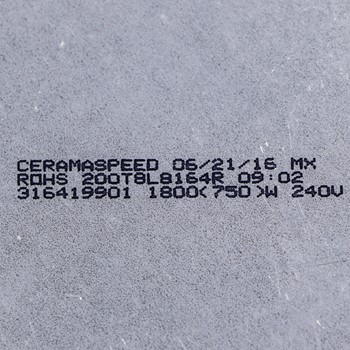 CERAMASPEED 06/21/16 MX
ROHS 200T8L8164R 09:02
316419901 1800(750)W 240V